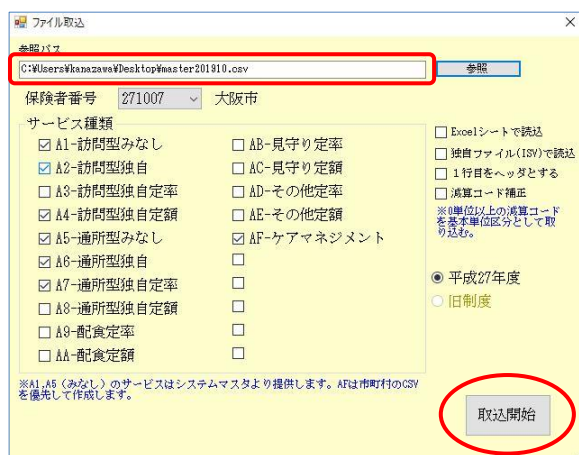 ファイル取込
参照パス
C:¥Users¥kanazawa¥Desktop¥master201910.csv
参照
保険者番号 271007 大阪市
サービス種類
A1-訪問型みなし
A2-訪問型独自
A3-訪問型独自定率
A4-訪問型独自定額
A5-通所型みなし
A6-通所型独自
A7-通所型独自定率
A8-通所型独自定額
A9-配食定率
AA-配食定額
AB-見守り定率
AC-見守り定額
AD-その他定率
AE-その他定額
AF-ケアマネジメント
Excelシートで読込
独自ファイル(ISV)で読込
1行目をヘッダとする
減算コード補正
※0単位以上の減算コード
を基本単位区分として取
り込む。
平成27年度
旧制度
※A1,A5（みなし）のサービスはシステムマスタより提供します。AFは市町村のCSV
を優先して作成します。
取込開始